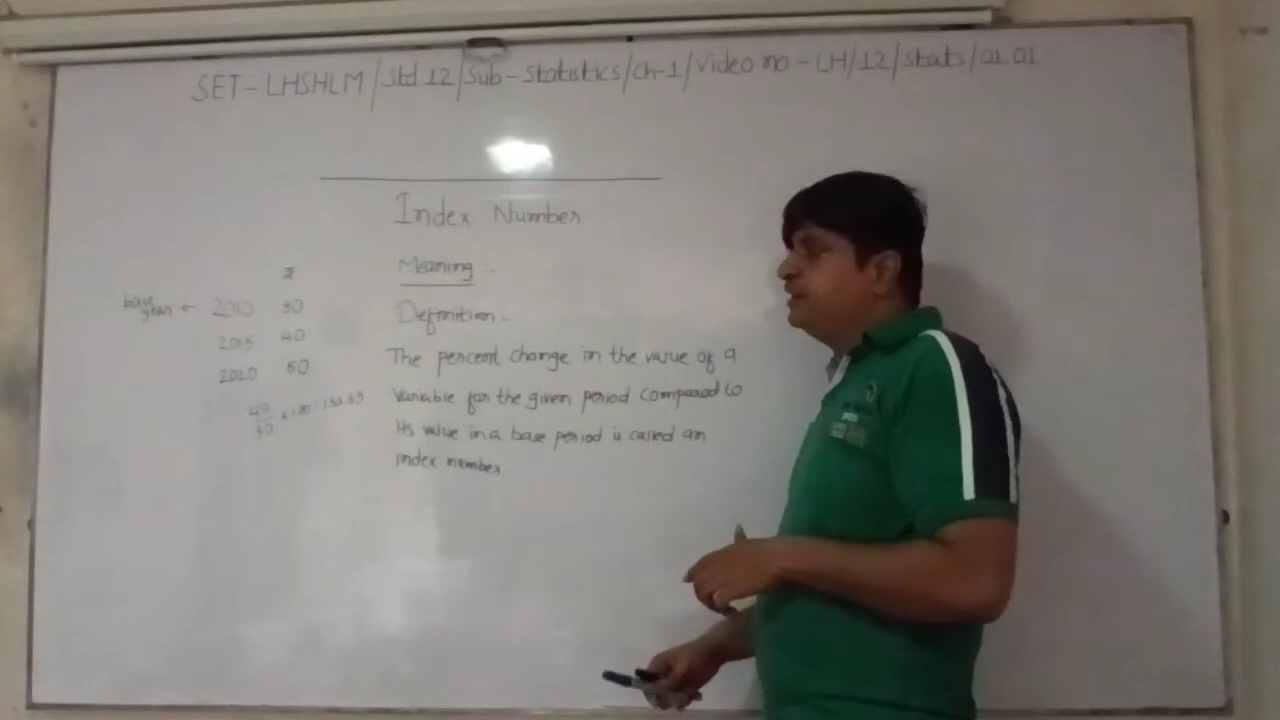 SET - LHSHLM / Std 12 / Sub - Statistics / Ch-1 / Video no - LH/12/Stats/01.01
Index Number
Meaning :-
Definition :-
The percent change in the value of a
Variable for the given period compared to
its value in a base period is called an
index number
₹
base year ← 2010 30
2015 40
2020 50
40/30 × 100 = 133.33